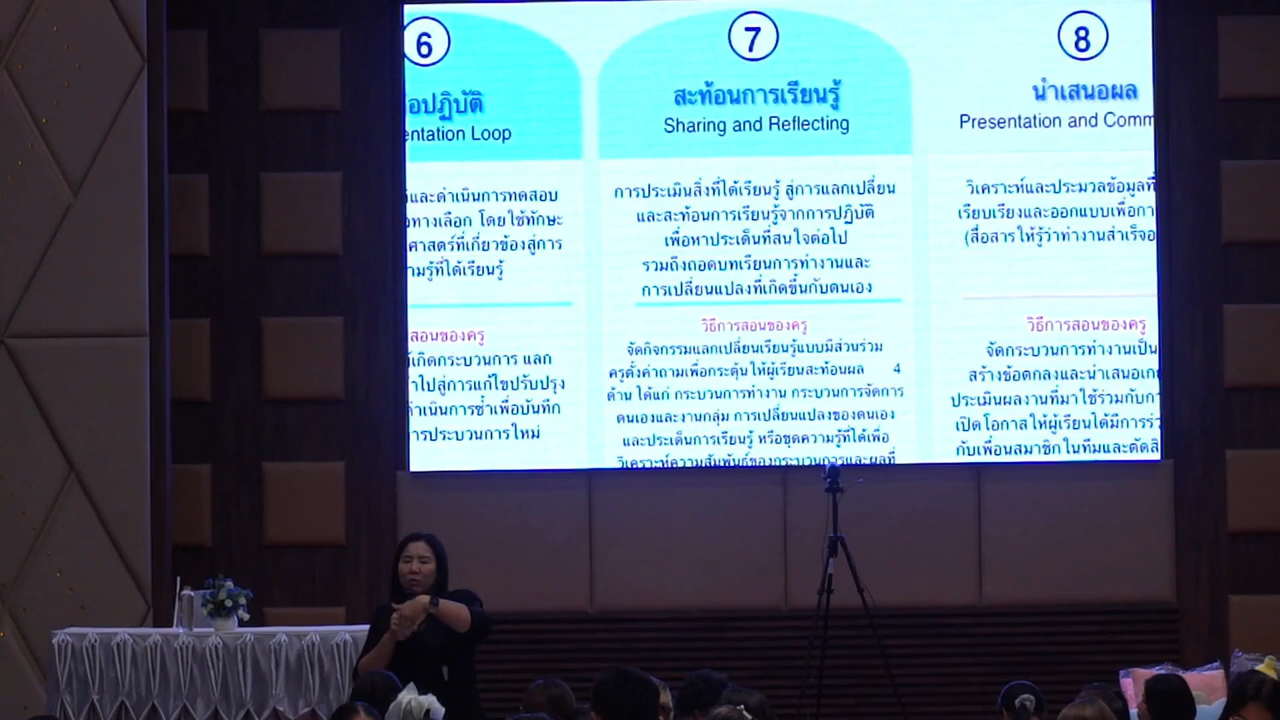 6
ปฏิบัติ
Loop
และดำเนินการทดสอบ
ทางเลือก โดยใช้ทักษะ
ศาสตร์ที่เกี่ยวข้องสู่การ
ที่ได้เรียนรู้
สอนของครู
เกิดกระบวนการ แลก
ไปสู่การแก้ไขปรับปรุง
ดำเนินการซ้ำเพื่อบันทึก
ประบวนการใหม่
7
สะท้อนการเรียนรู้
Sharing and Reflecting
การประเมินสิ่งที่ได้เรียนรู้ สู่การแลกเปลี่ยน
และสะท้อนการเรียนรู้จากการปฏิบัติ
เพื่อหาประเด็นที่สนใจต่อไป
รวมถึงถอดบทเรียนการทำงานและ
การเปลี่ยนแปลงที่เกิดขึ้นกับตนเอง
วิธีการสอนของครู
จัดกิจกรรมแลกเปลี่ยนเรียนรู้แบบมีส่วนร่วม
ครูตั้งคำถามเพื่อกระตุ้นให้ผู้เรียนสะท้อนผล 4
ด้าน ได้แก่ กระบวนการทำงาน กระบวนการจัดการ
ตนเองและงานกลุ่ม การเปลี่ยนแปลงของตนเอง
และประเด็นการเรียนรู้ หรือชุดความรู้ที่ได้เพื่อ
วิเคราะห์ความสัมพันธ์ของกระบวนการและผลที่
8
นำเสนอผล
Presentation and Comm
วิเคราะห์และประมวลข้อมูลที่
เรียบเรียงและออกแบบเพื่อกา
(สื่อสารให้รู้ว่าทำงานสำเร็จอ
วิธีการสอนของครู
จัดกระบวนการทำงานเป็น
สร้างข้อตกลงและนำเสนอเก
ประเมินผลงานที่มาใช้ร่วมกับก
เปิดโอกาสให้ผู้เรียนได้มีการร่ว
กับเพื่อนสมาชิกในทีมและตัดสิ